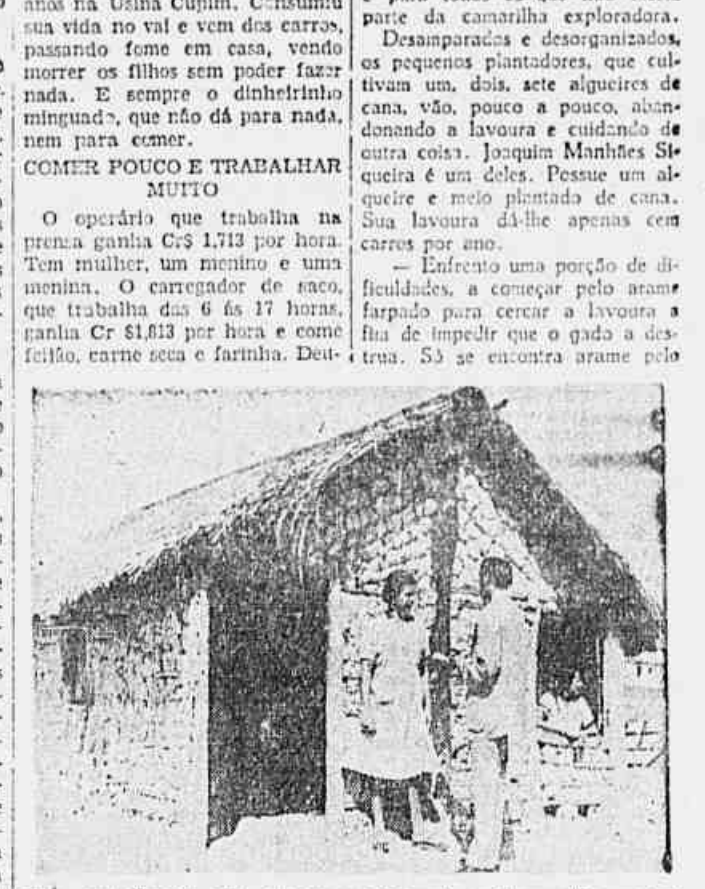 anos na Usina Cupim. Consumiu
sua vida no vai e vem dos carros,
passando fome em casa, vendo
morrer os filhos sem poder fazer
nada. E sempre o dinheirinho
minguado, que não dá para nada,
nem para comer.
COMER POUCO E TRABALHAR
MUITO
O operário que trabalha na
prensa ganha Cr$ 1,713 por hora.
Tem mulher, um menino e uma
menina. O carregador de saco,
que trabalha das 6 ás 17 horas,
ganha Cr $1,813 por hora e come
feijão, carne seca e farinha. Deu-
parte da camarilha exploradora.
Desamparados e desorganizados,
os pequenos plantadores, que cul-
tivam um, dois, sete algueires de
cana, vão, pouco a pouco, aban-
donando a lavoura e cuidando de
outra coisa. Joaquim Manhães Si-
queira é um deles. Possue um al-
queire e meio plantado de cana.
Sua lavoura dá-lhe apenas cem
carros por ano.
— Enfrento uma porção de di-
ficuldades, a começar pelo arame
farpado para cercar a lavoura a
fim de impedir que o gado a des-
trua. Só se encontra arame pelo